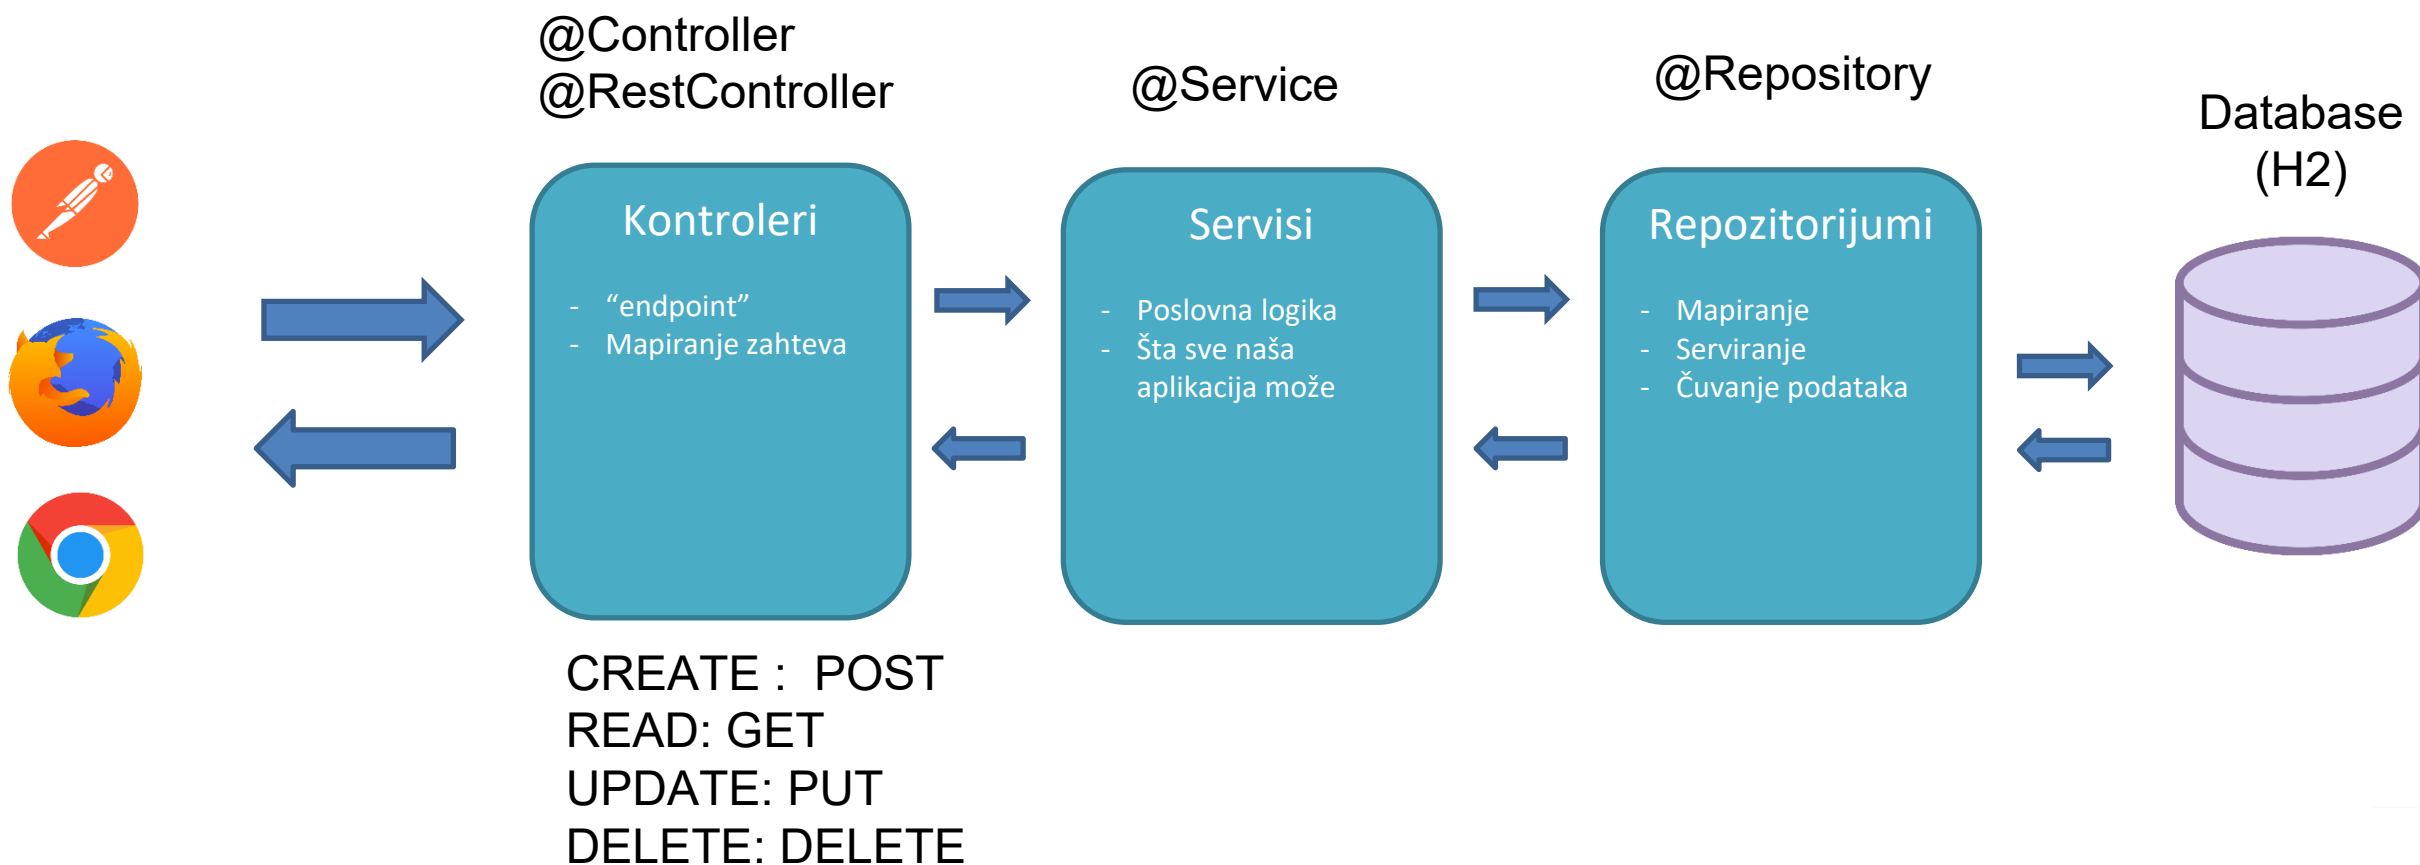 @Controller
@RestController
@Service
@Repository
Database
(H2)
Kontroleri
- “endpoint”
- Mapiranje zahteva
Servisi
- Poslovna logika
- Šta sve naša
aplikacija može
Repozitorijumi
- Mapiranje
- Serviranje
- Čuvanje podataka
CREATE : POST
READ: GET
UPDATE: PUT
DELETE: DELETE